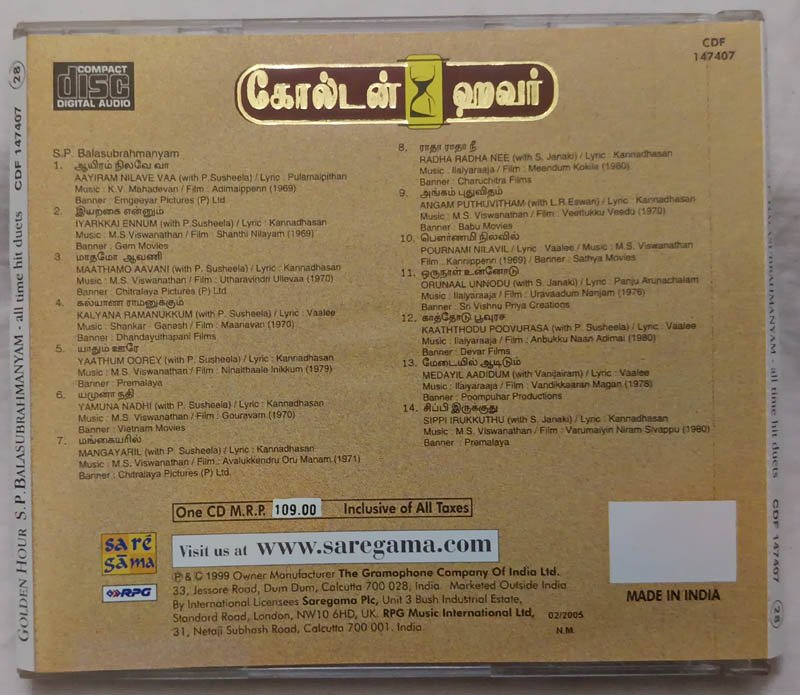 COMPACT
disc
DIGITAL AUDIO
கோல்டன் ஹவர்
CDF
147407
S.P. Balasubrahmanyam
1. ஆயிரம் நிலவே வா
AAYIRAM NILAVE VAA (with P. Susheela) / Lyric : Pulamaipithan
Music : K.V. Mahadevan / Film : Adimaippenn (1969)
Banner : Emgeeyar Pictures (P) Ltd
2. இயற்கை என்னும்
IYARKKAI ENNUM (with P.Susheela) / Lyric : Kannadhasan
Music : M.S. Viswanathan / Film : Shanthi Nilayam (1969)
Banner : Gem Movies
3. மாதமோ ஆவணி
MAATHAMO AAVANI (with P. Susheela) / Lyric : Kannadhasan
Music : M.S. Viswanathan / Film : Utharavindri Ullevaa (1970)
Banner : Chitralaya Pictures (P) Ltd.
4. கல்யாண ராமனுக்கும்
KALYANA RAMANUKKUM (with P. Susheela) / Lyric : Vaalee
Music : Shankar - Ganesh / Film : Maanavan (1970)
Banner : Dhandayuthapani Films
5. யாதும் ஊரே
YAATHUM OOREY (with P. Susheela) / Lyric : Kannadhasan
Music : M.S. Viswanathan / Film : Ninaithaale Inikkum (1979)
Banner : Premalaya
6. யமுனா நதி
YAMUNA NADHI (with P. Susheela) / Lyric : Kannadhasan
Music : M.S. Viswanathan / Film : Gouravam (1970)
Banner : Vietnam Movies
7. மங்கையரில்
MANGAYARIL (with P. Susheela) / Lyric : Kannadhasan
Music : M.S. Viswanathan / Film : Avalukkendru Oru Manam (1971)
Banner : Chitralaya Pictures (P) Ltd.
8. ராதா ராதா நீ
RADHA RADHA NEE (with S. Janaki) / Lyric : Kannadhasan
Music : Ilaiyaraaja / Film : Meendum Kokila (1980)
Banner : Charuchitra Films
9. அங்கம் புதுவிதம்
ANGAM PUTHUVITHAM (with L.R.Eswari) / Lyric : Kannadhasan
Music : M.S. Viswanathan / Film : Veettukku Veedu (1970)
Banner : Babu Movies
10. பௌர்ணமி நிலவில்
POURNAMI NILAVIL / Lyric : Vaalee / Music : M.S. Viswanathan
Film : Kannippenn (1969) / Banner : Sathya Movies
11. ஒருநாள் உன்னோடு
ORUNAAL UNNODU (with S. Janaki) / Lyric : Panju Arunachalam
Music : Ilaiyaraaja / Film : Uravaadum Nenjam (1976)
Banner : Sri Vishnu Priya Creations
12. காத்தோடு பூவுரச
KAATHTHODU POOVURASA (with P. Susheela) / Lyric : Vaalee
Music : Ilaiyaraaja / Film : Anbukku Naan Adimai (1980)
Banner : Devar Films
13. மேடையில் ஆடிடும்
MEDAYIL AADIDUM (with Vanijairam) / Lyric : Vaalee
Music : Ilaiyaraaja / Film : Vandikkaaran Magan (1978)
Banner : Poompuhar Productions
14. சிப்பி இருக்குது
SIPPI IRUKKUTHU (with S. Janaki) / Lyric : Kannadhasan
Music : M.S. Viswanathan / Film : Varumaiyin Niram Sivappu (1980)
Banner : Premalaya
One CD M.R.P. 109.00 Inclusive of All Taxes
sa rē
gāma
RPG
Visit us at www.saregama.com
℗ & © 1999 Owner Manufacturer The Gramophone Company Of India Ltd.
33, Jessore Road, Dum Dum, Calcutta 700 028, India. Marketed Outside India
By International Licensees Saregama Plc, Unit 3 Bush Industrial Estate,
Standard Road, London, NW10 6HD, UK. RPG Music International Ltd,
31, Netaji Subhash Road, Calcutta 700 001. India
02/2005
N.M.
MADE IN INDIA
GOLDEN HOUR S.P.BALASUBRAHMANYAM - all time hit duets CDF 147407 28
S.P.BALASUBRAHMANYAM - all time hit duets CDF 147407 28